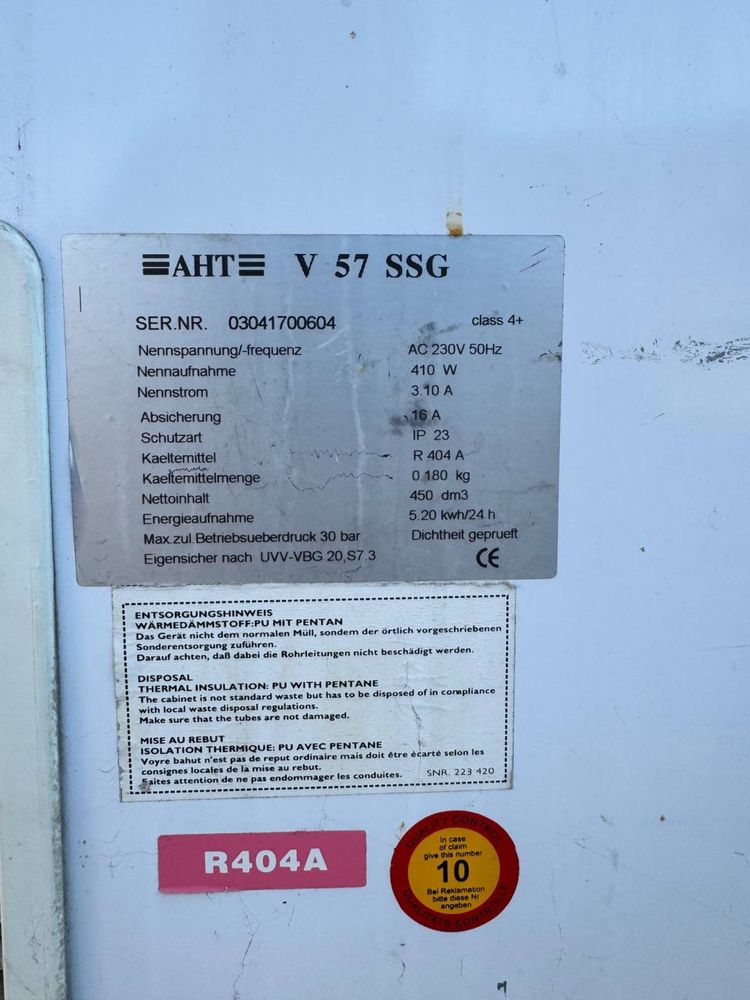 AHT V 57 SSG
SER.NR. 03041700604 class 4+
Nennspannung/-frequenz AC 230V 50Hz
Nennaufnahme 410 W
Nennstrom 3.10 A
Absicherung 16 A
Schutzart IP 23
Kaeltemittel R 404 A
Kaeltemittelmenge 0.180 kg
Nettoinhalt 450 dm3
Energieaufnahme 5.20 kwh/24 h
Max.zul.Betriebsueberdruck 30 bar Dichtheit geprueft
Eigensicher nach UVV-VBG 20,S7.3 CE
ENTSORGUNGSHINWEIS
WÄRMEDÄMMSTOFF:PU MIT PENTAN
Das Gerät nicht dem normalen Müll, sondern der örtlich vorgeschriebenen
Sonderentsorgung zuführen.
Darauf achten, daß dabei die Rohrleitungen nicht beschädigt werden.
DISPOSAL
THERMAL INSULATION: PU WITH PENTANE
The cabinet is not standard waste but has to be disposed of in compliance
with local waste disposal regulations.
Make sure that the tubes are not damaged.
MISE AU REBUT
ISOLATION THERMIQUE: PU AVEC PENTANE
Voyre bahut n'est pas de reput ordinaire mais doit être écarté selon les
consignes locales de la mise au rebut.
Faites attention de ne pas endommager les conduites. SNR. 223 420
R404A
QUALITY CONTROL
In case
of claim
give this number
10
Bei Reklamation
bitte diese Nr
angeben
QUALITÄTS KONTROLLE